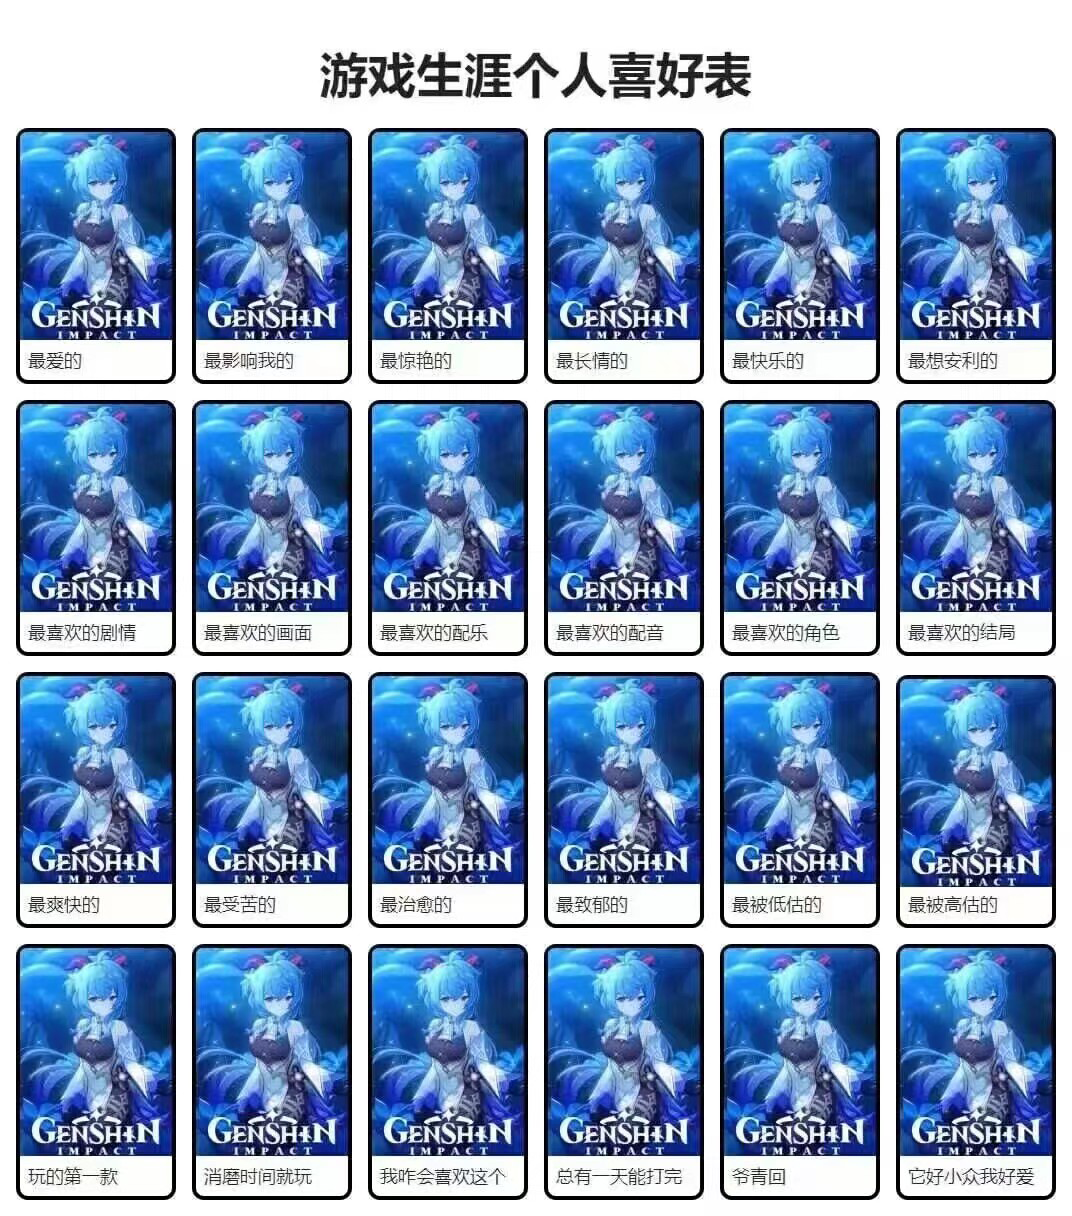 游戏生涯个人喜好表
GENSHIN IMPACT GENSHIN IMPACT GENSHIN IMPACT GENSHIN IMPACT GENSHIN IMPACT GENSHIN IMPACT
最爱的 最影响我的 最惊艳的 最长情的 最快乐的 最想安利的
GENSHIN IMPACT GENSHIN IMPACT GENSHIN IMPACT GENSHIN IMPACT GENSHIN IMPACT GENSHIN IMPACT
最喜欢的剧情 最喜欢的画面 最喜欢的配乐 最喜欢的配音 最喜欢的角色 最喜欢的结局
GENSHIN IMPACT GENSHIN IMPACT GENSHIN IMPACT GENSHIN IMPACT GENSHIN IMPACT GENSHIN IMPACT
最爽快的 最受苦的 最治愈的 最致郁的 最被低估的 最被高估的
GENSHIN IMPACT GENSHIN IMPACT GENSHIN IMPACT GENSHIN IMPACT GENSHIN IMPACT GENSHIN IMPACT
玩的第一款 消磨时间就玩 我咋会喜欢这个 总有一天能打完 爷青回 它好小众我好爱